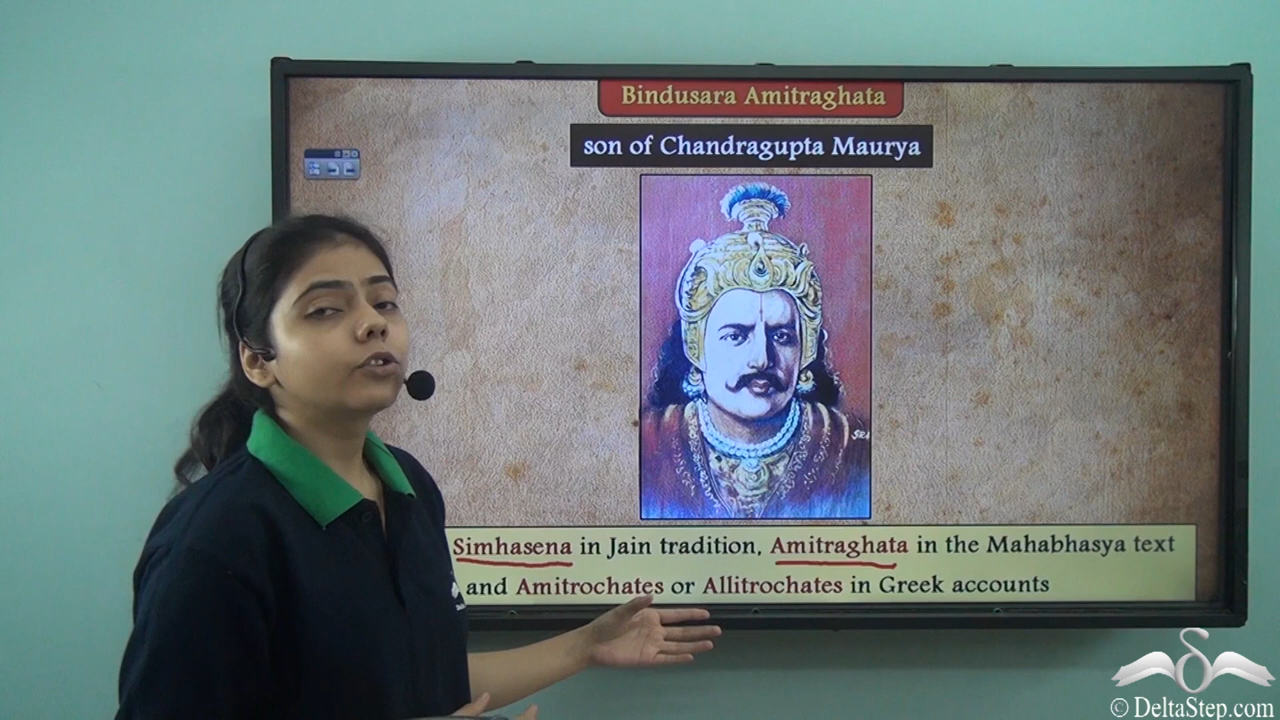 Bindusara Amitraghata
son of Chandragupta Maurya
SRA
Simhasena in Jain tradition, Amitraghata in the Mahabhasya text
and Amitrochates or Allitrochates in Greek accounts
© DeltaStep.com